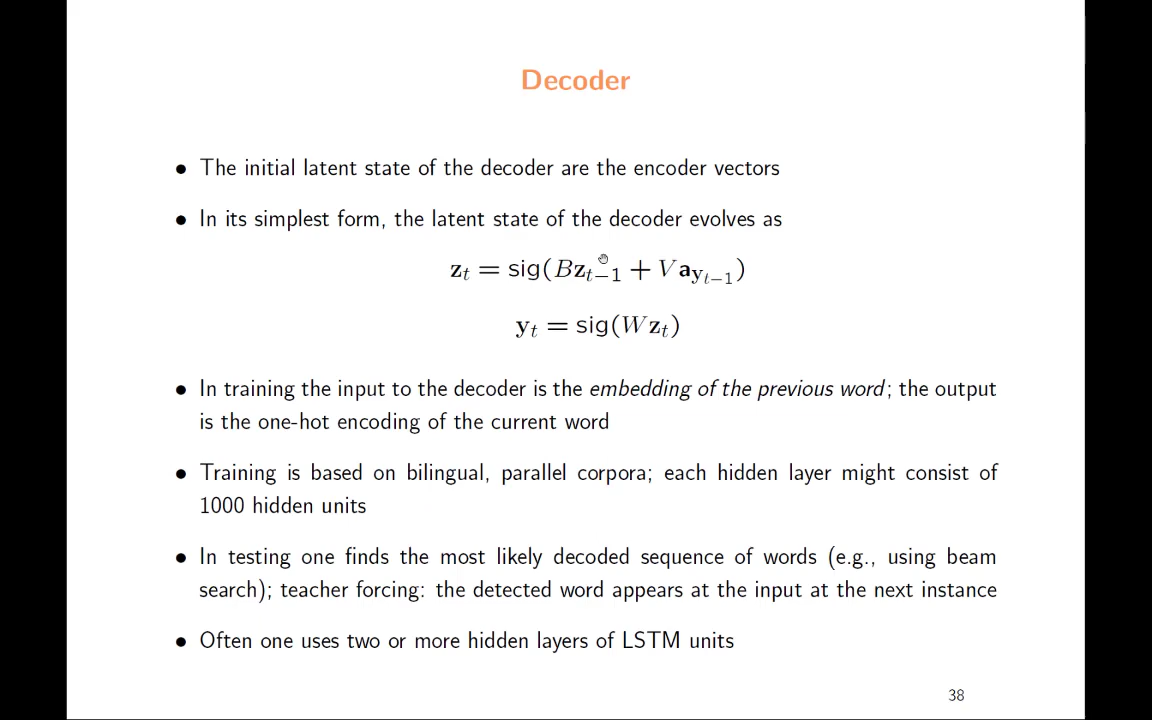 Decoder
• The initial latent state of the decoder are the encoder vectors
• In its simplest form, the latent state of the decoder evolves as
z_t = sig(Bz_{t−1} + V a_{y_{t−1}})
y_t = sig(W z_t)
• In training the input to the decoder is the embedding of the previous word; the output
is the one-hot encoding of the current word
• Training is based on bilingual, parallel corpora; each hidden layer might consist of
1000 hidden units
• In testing one finds the most likely decoded sequence of words (e.g., using beam
search); teacher forcing: the detected word appears at the input at the next instance
• Often one uses two or more hidden layers of LSTM units
38